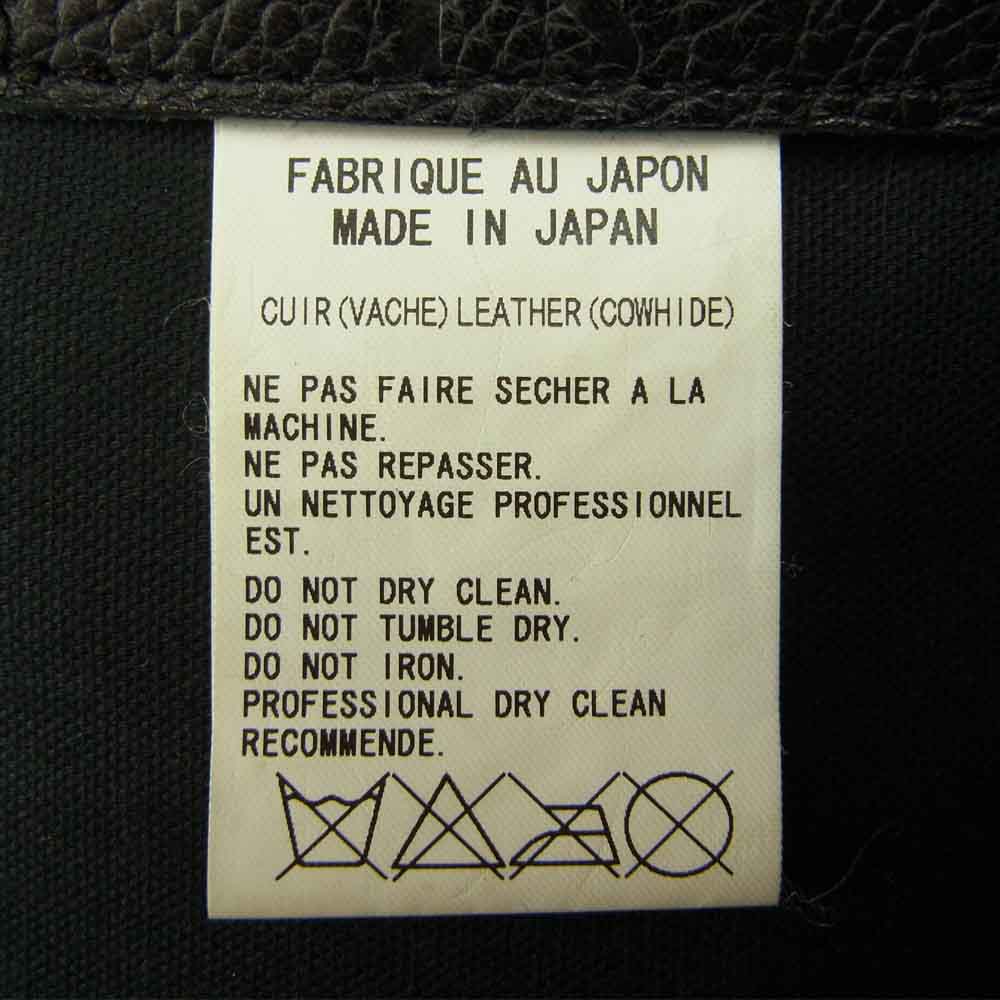 FABRIQUE AU JAPON
MADE IN JAPAN
CUIR(VACHE) LEATHER(COWHIDE)
NE PAS FAIRE SECHER A LA
MACHINE.
NE PAS REPASSER.
UN NETTOYAGE PROFESSIONNEL
EST.
DO NOT DRY CLEAN.
DO NOT TUMBLE DRY.
DO NOT IRON.
PROFESSIONAL DRY CLEAN
RECOMMENDE.